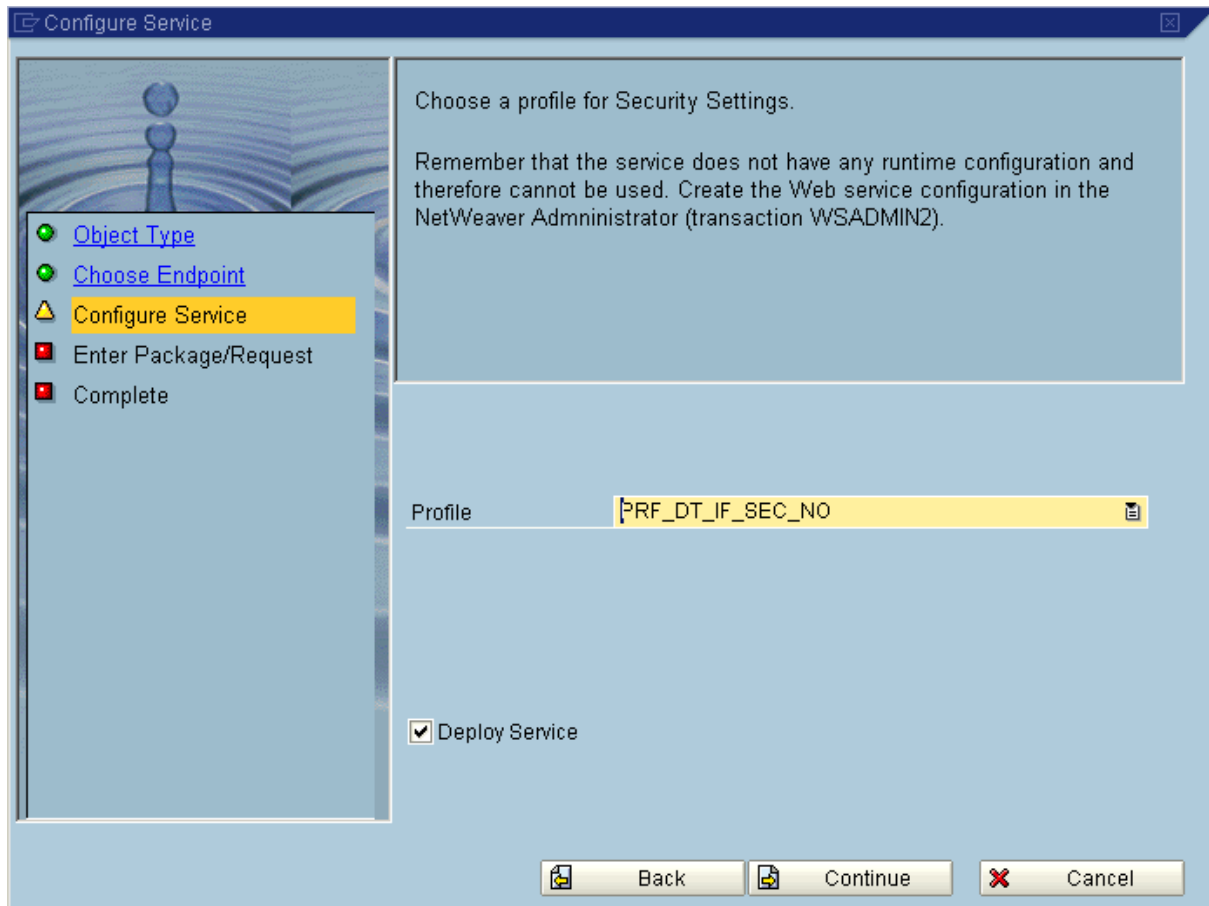 Configure Service
Choose a profile for Security Settings.
Remember that the service does not have any runtime configuration and
therefore cannot be used. Create the Web service configuration in the
NetWeaver Admninistrator (transaction WSADMIN2).
Object Type
Choose Endpoint
Configure Service
Enter Package/Request
Complete
Profile PRF_DT_IF_SEC_NO
Deploy Service
Back Continue Cancel